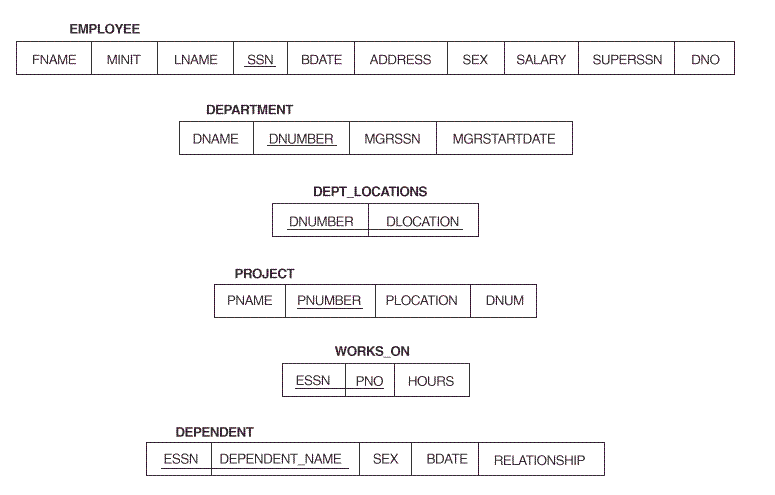 EMPLOYEE
FNAME MINIT LNAME SSN BDATE ADDRESS SEX SALARY SUPERSSN DNO
DEPARTMENT
DNAME DNUMBER MGRSSN MGRSTARTDATE
DEPT_LOCATIONS
DNUMBER DLOCATION
PROJECT
PNAME PNUMBER PLOCATION DNUM
WORKS_ON
ESSN PNO HOURS
DEPENDENT
ESSN DEPENDENT_NAME SEX BDATE RELATIONSHIP